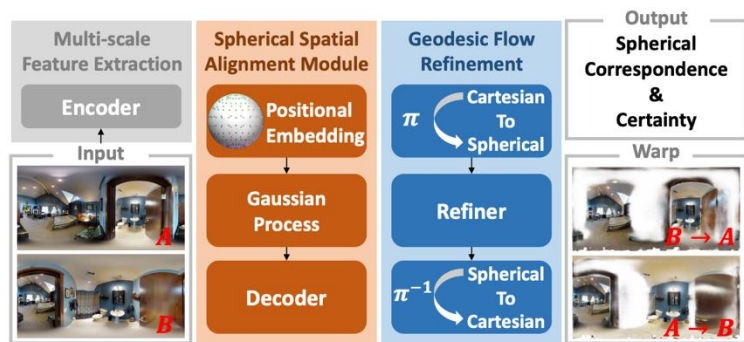 Multi-scale
Feature Extraction
Encoder
Input
A
B
Spherical Spatial
Alignment Module
Positional
Embedding
Gaussian
Process
Decoder
Geodesic Flow
Refinement
π
Cartesian
To
Spherical
Refiner
π⁻¹
Spherical
To
Cartesian
Output
Spherical
Correspondence
&
Certainty
Warp
B → A
A → B